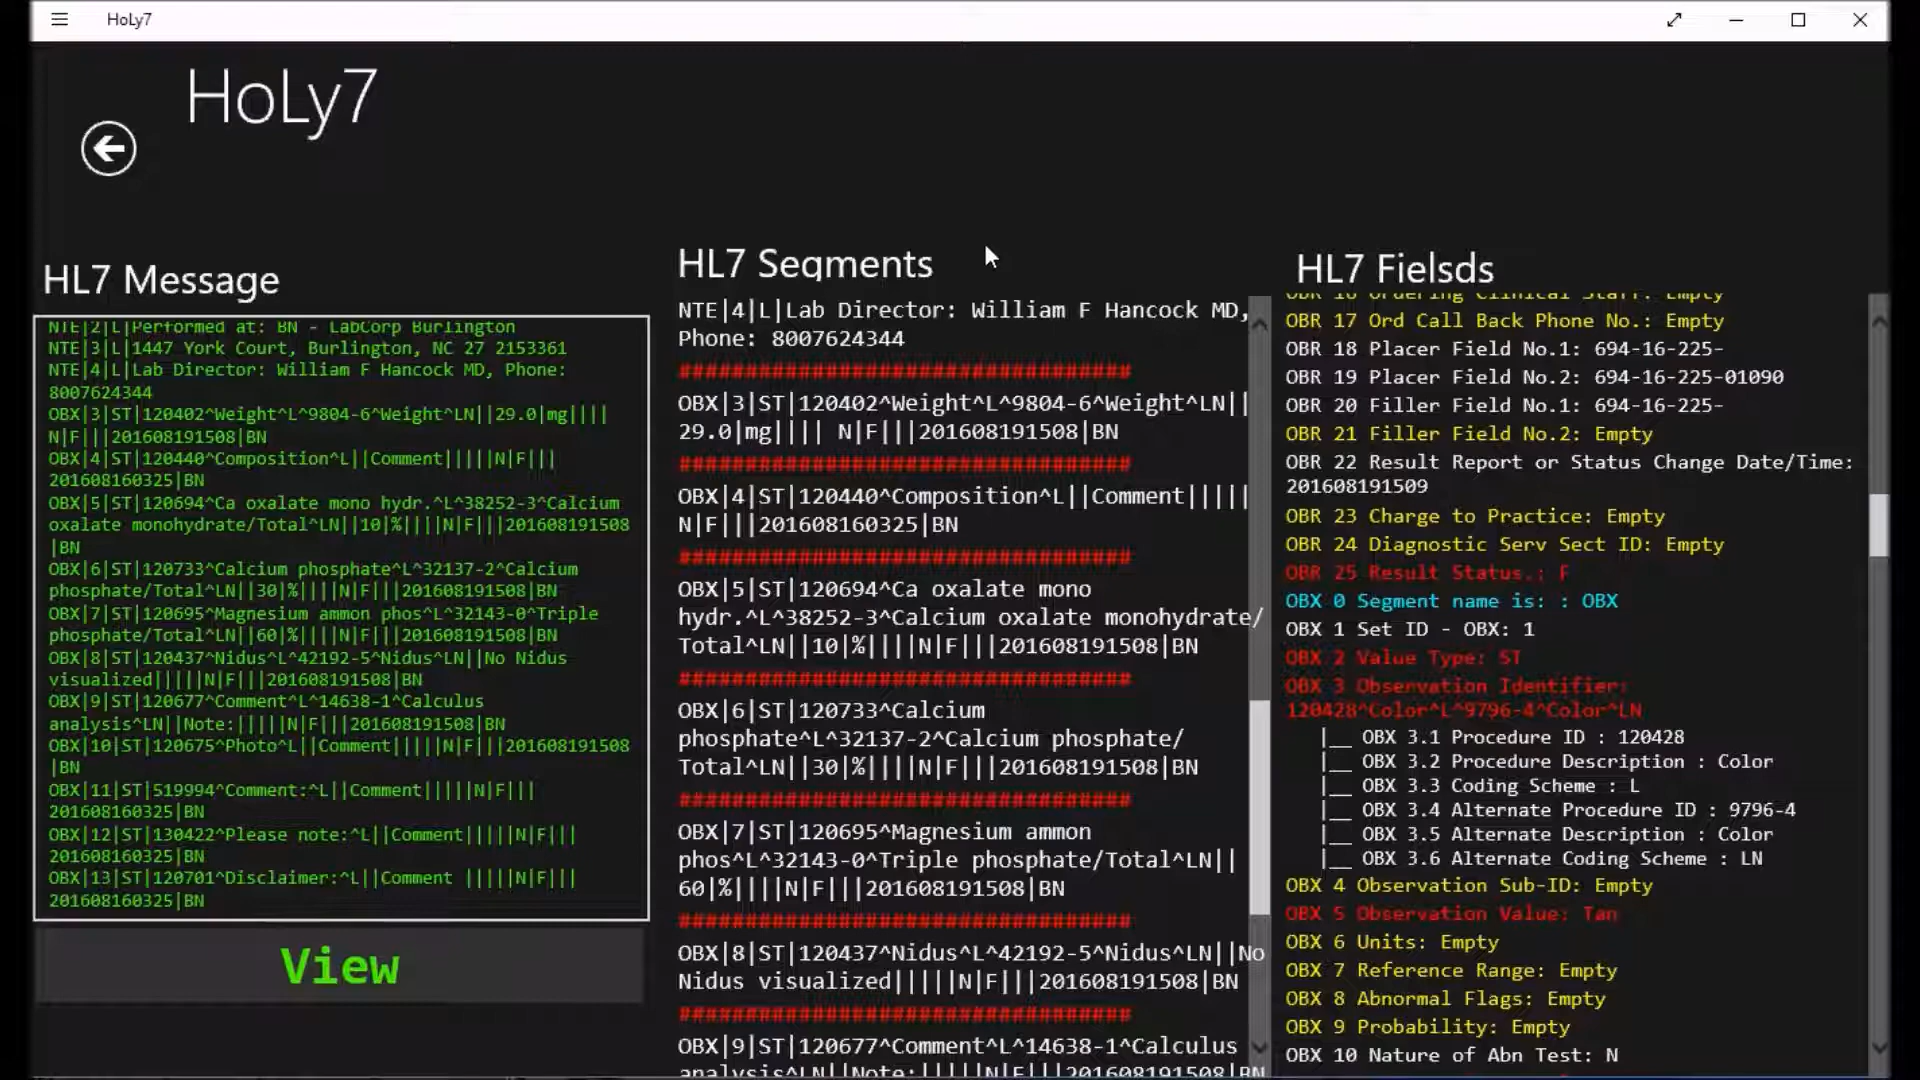 HoLy7
HoLy7
HL7 Message
NTE|2|L|Performed at: BN - LabCorp Burlington
NTE|3|L|1447 York Court, Burlington, NC 27 2153361
NTE|4|L|Lab Director: William F Hancock MD, Phone:
8007624344
OBX|3|ST|120402^Weight^L^9804-6^Weight^LN||29.0|mg||||
N|F|||201608191508|BN
OBX|4|ST|120440^Composition^L||Comment|||||N|F|||
201608160325|BN
OBX|5|ST|120694^Ca oxalate mono hydr.^L^38252-3^Calcium
oxalate monohydrate/Total^LN||10|%||||N|F|||201608191508
|BN
OBX|6|ST|120733^Calcium phosphate^L^32137-2^Calcium
phosphate/Total^LN||30|%||||N|F|||201608191508|BN
OBX|7|ST|120695^Magnesium ammon phos^L^32143-0^Triple
phosphate/Total^LN||60|%||||N|F|||201608191508|BN
OBX|8|ST|120437^Nidus^L^42192-5^Nidus^LN||No Nidus
visualized|||||N|F|||201608191508|BN
OBX|9|ST|120677^Comment^L^14638-1^Calculus
analysis^LN||Note:|||||N|F|||201608191508|BN
OBX|10|ST|120675^Photo^L||Comment|||||N|F|||201608191508
|BN
OBX|11|ST|519994^Comment:^L||Comment|||||N|F|||
201608160325|BN
OBX|12|ST|130422^Please note:^L||Comment|||||N|F|||
201608160325|BN
OBX|13|ST|120701^Disclaimer:^L||Comment |||||N|F|||
201608160325|BN
View
HL7 Segments
NTE|4|L|Lab Director: William F Hancock MD,
Phone: 8007624344
##################################
OBX|3|ST|120402^Weight^L^9804-6^Weight^LN||
29.0|mg|||| N|F|||201608191508|BN
##################################
OBX|4|ST|120440^Composition^L||Comment|||||
N|F|||201608160325|BN
##################################
OBX|5|ST|120694^Ca oxalate mono
hydr.^L^38252-3^Calcium oxalate monohydrate/
Total^LN||10|%||||N|F|||201608191508|BN
##################################
OBX|6|ST|120733^Calcium
phosphate^L^32137-2^Calcium phosphate/
Total^LN||30|%||||N|F|||201608191508|BN
##################################
OBX|7|ST|120695^Magnesium ammon
phos^L^32143-0^Triple phosphate/Total^LN||
60|%||||N|F|||201608191508|BN
##################################
OBX|8|ST|120437^Nidus^L^42192-5^Nidus^LN||No
Nidus visualized|||||N|F|||201608191508|BN
##################################
OBX|9|ST|120677^Comment^L^14638-1^Calculus
analysis^LN||Note:|||||N|F|||201608191508|BN
HL7 Fielsds
OBR 16 Ordering Clinical Staff: Empty
OBR 17 Ord Call Back Phone No.: Empty
OBR 18 Placer Field No.1: 694-16-225-
OBR 19 Placer Field No.2: 694-16-225-01090
OBR 20 Filler Field No.1: 694-16-225-
OBR 21 Filler Field No.2: Empty
OBR 22 Result Report or Status Change Date/Time:
201608191509
OBR 23 Charge to Practice: Empty
OBR 24 Diagnostic Serv Sect ID: Empty
OBR 25 Result Status.: F
OBX 0 Segment name is: : OBX
OBX 1 Set ID - OBX: 1
OBX 2 Value Type: ST
OBX 3 Observation Identifier:
120428^Color^L^9796-4^Color^LN
|__ OBX 3.1 Procedure ID : 120428
|__ OBX 3.2 Procedure Description : Color
|__ OBX 3.3 Coding Scheme : L
|__ OBX 3.4 Alternate Procedure ID : 9796-4
|__ OBX 3.5 Alternate Description : Color
|__ OBX 3.6 Alternate Coding Scheme : LN
OBX 4 Observation Sub-ID: Empty
OBX 5 Observation Value: Tan
OBX 6 Units: Empty
OBX 7 Reference Range: Empty
OBX 8 Abnormal Flags: Empty
OBX 9 Probability: Empty
OBX 10 Nature of Abn Test: N